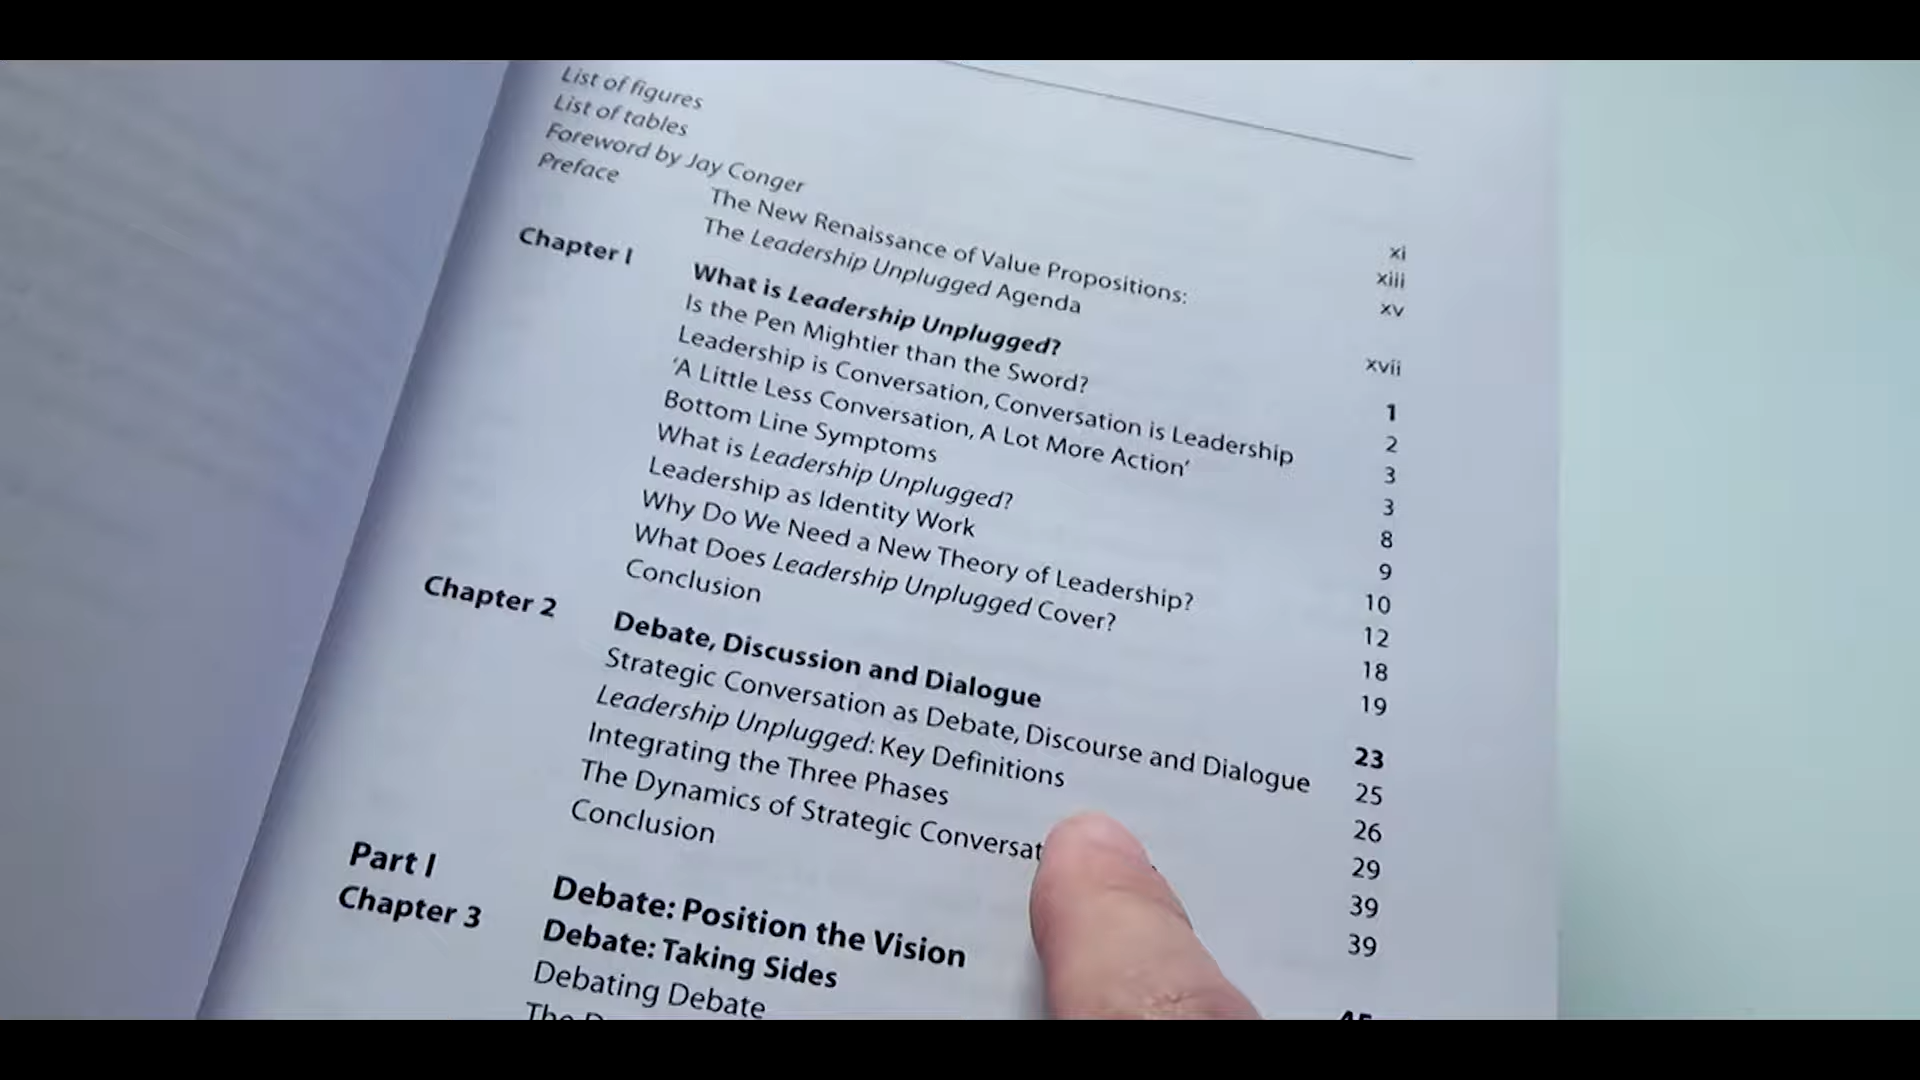 List of figures xi
List of tables xiii
Foreword by Jay Conger xv
Preface The New Renaissance of Value Propositions:
The Leadership Unplugged Agenda xvii
Chapter I What is Leadership Unplugged? 1
Is the Pen Mightier than the Sword? 2
Leadership is Conversation, Conversation is Leadership 3
‘A Little Less Conversation, A Lot More Action’ 3
Bottom Line Symptoms 8
What is Leadership Unplugged? 9
Leadership as Identity Work 10
Why Do We Need a New Theory of Leadership? 12
What Does Leadership Unplugged Cover? 18
Conclusion 19
Chapter 2 Debate, Discussion and Dialogue 23
Strategic Conversation as Debate, Discourse and Dialogue 25
Leadership Unplugged: Key Definitions 26
Integrating the Three Phases 29
The Dynamics of Strategic 39
Conclusion 39
Part I Debate: Position the Vision
Chapter 3 Debate: Taking Sides
Debating Debate
The